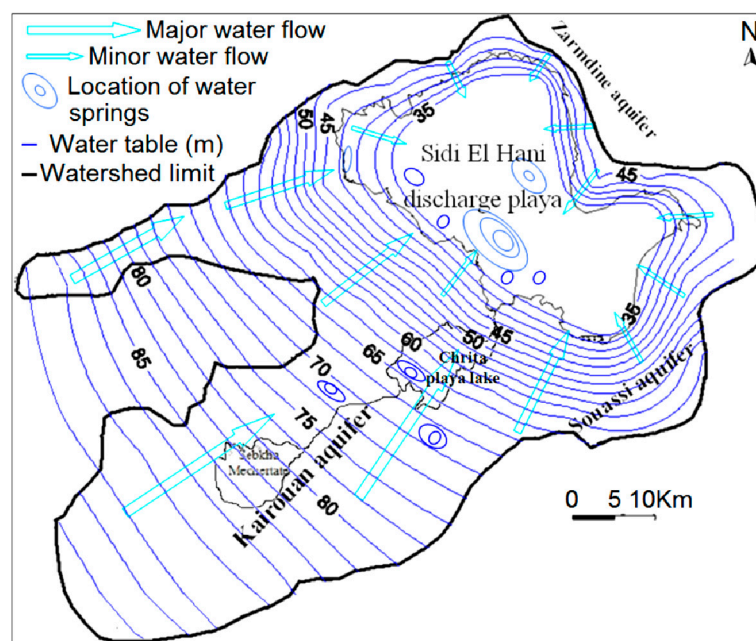 Major water flow
Minor water flow
Location of water
springs
Water table (m)
Watershed limit
N
Zarmdine aquifer
50
45
35
Sidi El Hani
discharge playa
45
80
85
35
60
50
45
65
70
Chrita
playa lake
75
Souassi aquifer
Sebkha
Mechertate
Kairouan aquifer
80
0 5 10Km